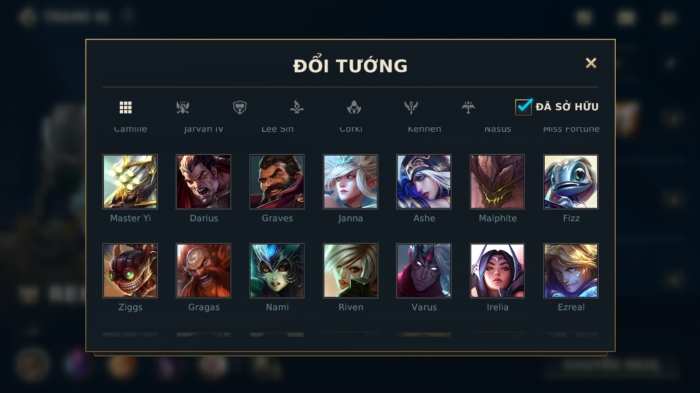 ĐỔI TƯỚNG
ĐÃ SỞ HỮU
Camille Jarvan IV Lee Sin Corki Kennen Nasus Miss Fortune
Master Yi Darius Graves Janna Ashe Malphite Fizz
Ziggs Gragas Nami Riven Varus Irelia Ezreal